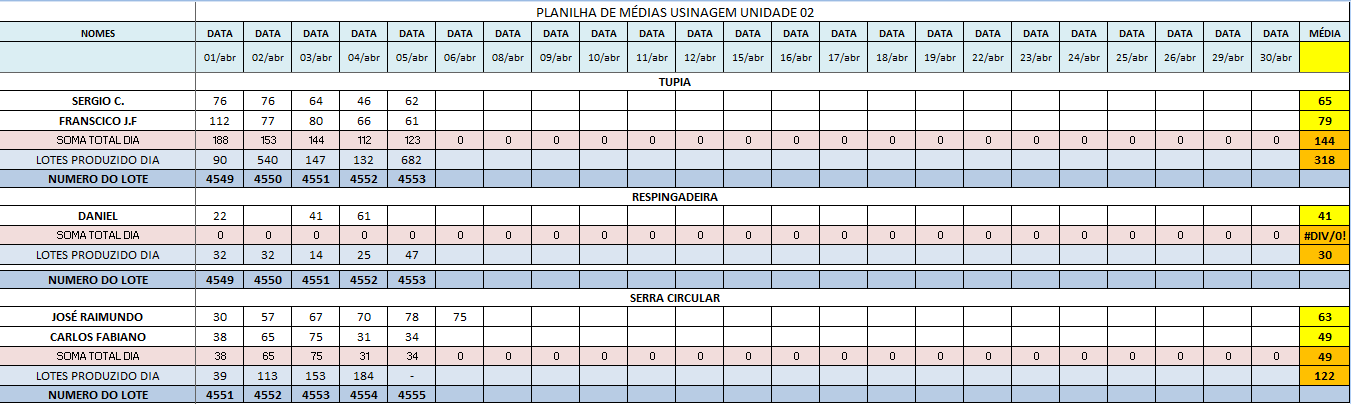 PLANILHA DE MÉDIAS USINAGEM UNIDADE 02
NOMES DATA DATA DATA DATA DATA DATA DATA DATA DATA DATA DATA DATA DATA DATA DATA DATA DATA DATA DATA DATA DATA DATA DATA MÉDIA
01/abr 02/abr 03/abr 04/abr 05/abr 06/abr 08/abr 09/abr 10/abr 11/abr 12/abr 15/abr 16/abr 17/abr 18/abr 19/abr 22/abr 23/abr 24/abr 25/abr 26/abr 29/abr 30/abr
TUPIA
SERGIO C. 76 76 64 46 62 65
FRANSCICO J.F 112 77 80 66 61 79
SOMA TOTAL DIA 188 153 144 112 123 0 0 0 0 0 0 0 0 0 0 0 0 0 0 0 0 0 0 144
LOTES PRODUZIDO DIA 90 540 147 132 682 318
NUMERO DO LOTE 4549 4550 4551 4552 4553
RESPINGADEIRA
DANIEL 22 41 61 41
SOMA TOTAL DIA 0 0 0 0 0 0 0 0 0 0 0 0 0 0 0 0 0 0 0 0 0 0 0 #DIV/0!
LOTES PRODUZIDO DIA 32 32 14 25 47 30
NUMERO DO LOTE 4549 4550 4551 4552 4553
SERRA CIRCULAR
JOSÉ RAIMUNDO 30 57 67 70 78 75 63
CARLOS FABIANO 38 65 75 31 34 49
SOMA TOTAL DIA 38 65 75 31 34 0 0 0 0 0 0 0 0 0 0 0 0 0 0 0 0 0 0 49
LOTES PRODUZIDO DIA 39 113 153 184 - 122
NUMERO DO LOTE 4551 4552 4553 4554 4555